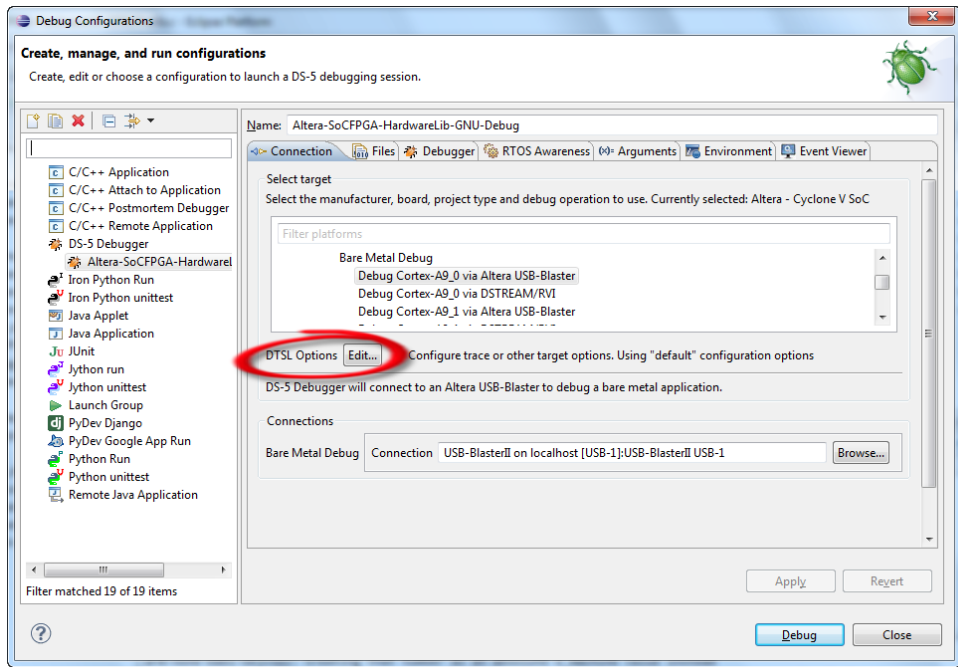 Debug Configurations
Create, manage, and run configurations
Create, edit or choose a configuration to launch a DS-5 debugging session.
C/C++ Application
C/C++ Attach to Application
C/C++ Postmortem Debugger
C/C++ Remote Application
DS-5 Debugger
Altera-SoCFPGA-Hardwarel
Iron Python Run
Iron Python unittest
Java Applet
Java Application
Ju JUnit
Jython run
Jython unittest
Launch Group
dj PyDev Django
PyDev Google App Run
Python Run
Python unittest
Remote Java Application
Filter matched 19 of 19 items
Name: Altera-SoCFPGA-HardwareLib-GNU-Debug
Connection Files Debugger RTOS Awareness (x)= Arguments Environment Event Viewer
Select target
Select the manufacturer, board, project type and debug operation to use. Currently selected: Altera - Cyclone V SoC
Filter platforms
Bare Metal Debug
Debug Cortex-A9_0 via Altera USB-Blaster
Debug Cortex-A9_0 via DSTREAM/RVI
Debug Cortex-A9_1 via Altera USB-Blaster
DTSL Options Edit... Configure trace or other target options. Using "default" configuration options
DS-5 Debugger will connect to an Altera USB-Blaster to debug a bare metal application.
Connections
Bare Metal Debug Connection USB-BlasterII on localhost [USB-1]:USB-BlasterII USB-1 Browse...
Apply Revert
? Debug Close